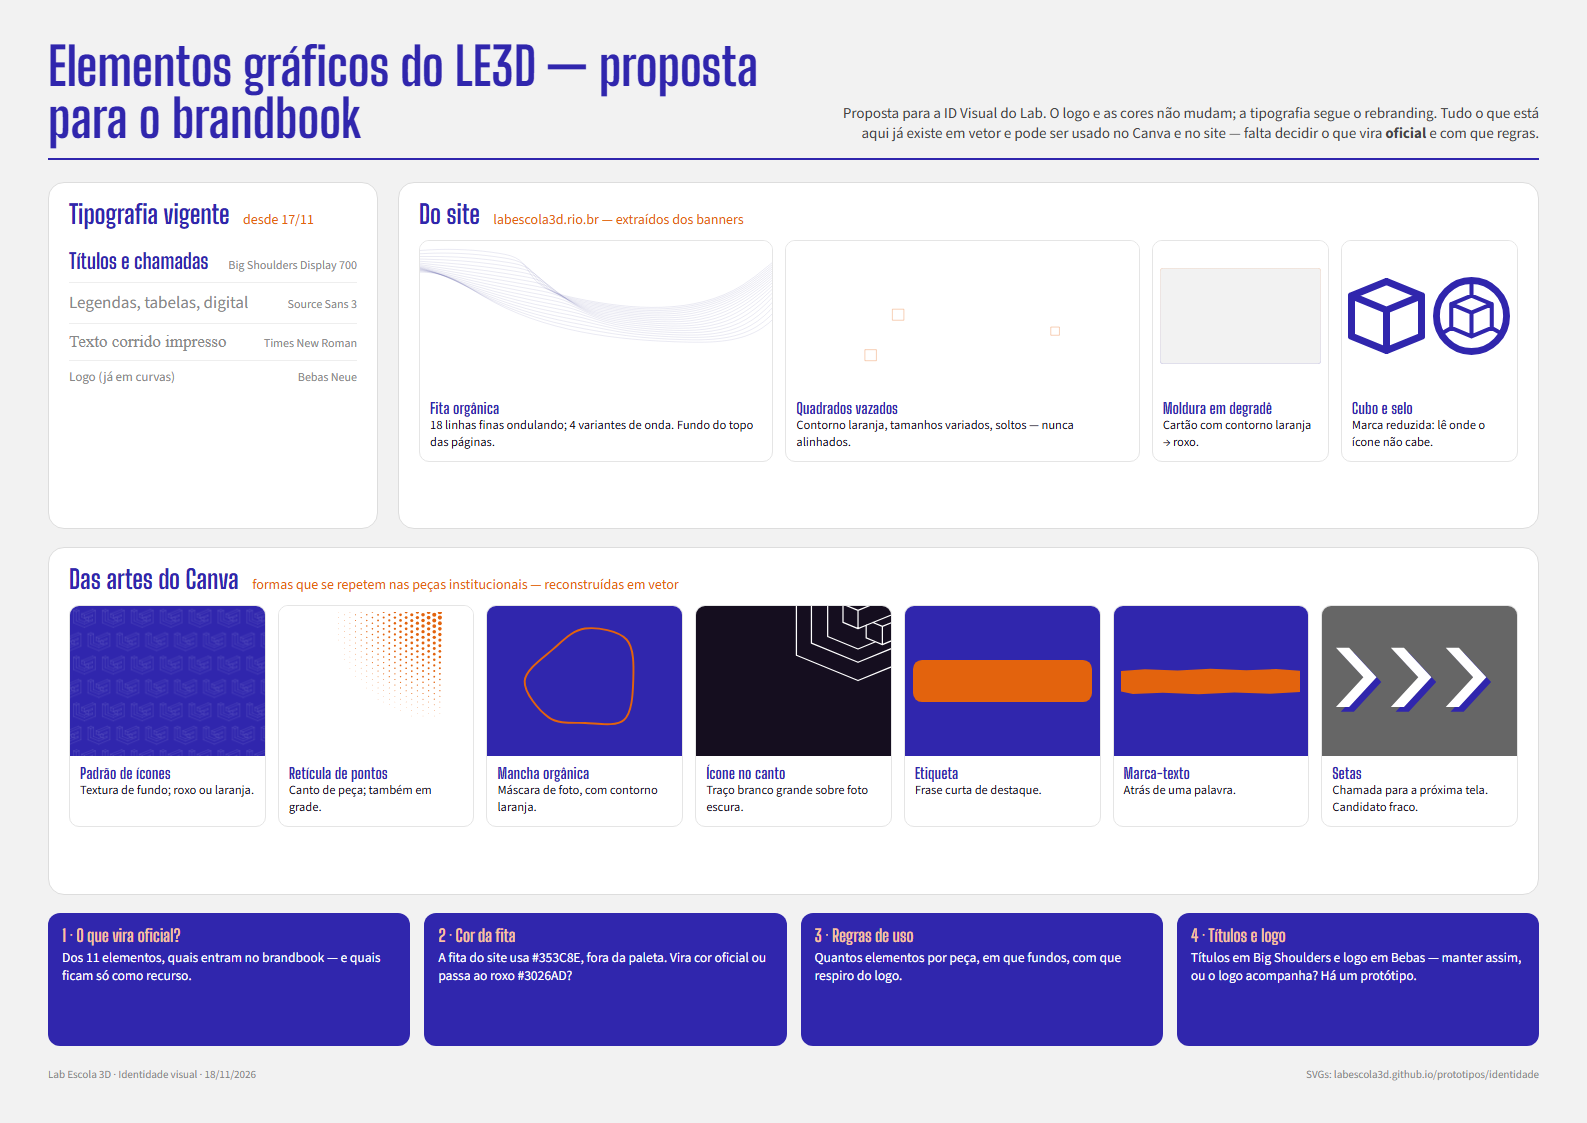 Elementos gráficos do LE3D — proposta
para o brandbook
Proposta para a ID Visual do Lab. O logo e as cores não mudam; a tipografia segue o rebranding. Tudo o que está
aqui já existe em vetor e pode ser usado no Canva e no site — falta decidir o que vira oficial e com que regras.
Tipografia vigente desde 17/11
Títulos e chamadas Big Shoulders Display 700
Legendas, tabelas, digital Source Sans 3
Texto corrido impresso Times New Roman
Logo (já em curvas) Bebas Neue
Do site labescola3d.rio.br — extraídos dos banners
Fita orgânica
18 linhas finas ondulando; 4 variantes de onda. Fundo do topo
das páginas.
Quadrados vazados
Contorno laranja, tamanhos variados, soltos — nunca
alinhados.
Moldura em degradê
Cartão com contorno laranja
→ roxo.
Cubo e selo
Marca reduzida: lê onde o
ícone não cabe.
Das artes do Canva formas que se repetem nas peças institucionais — reconstruídas em vetor
Padrão de ícones
Textura de fundo; roxo ou laranja.
Retícula de pontos
Canto de peça; também em
grade.
Mancha orgânica
Máscara de foto, com contorno
laranja.
Ícone no canto
Traço branco grande sobre foto
escura.
Etiqueta
Frase curta de destaque.
Marca-texto
Atrás de uma palavra.
Setas
Chamada para a próxima tela.
Candidato fraco.
1 · O que vira oficial?
Dos 11 elementos, quais entram no brandbook — e quais
ficam só como recurso.
2 · Cor da fita
A fita do site usa #353C8E, fora da paleta. Vira cor oficial ou
passa ao roxo #3026AD?
3 · Regras de uso
Quantos elementos por peça, em que fundos, com que
respiro do logo.
4 · Títulos e logo
Títulos em Big Shoulders e logo em Bebas — manter assim,
ou o logo acompanha? Há um protótipo.
Lab Escola 3D · Identidade visual · 18/11/2026
SVGs: labescola3d.github.io/prototipos/identidade